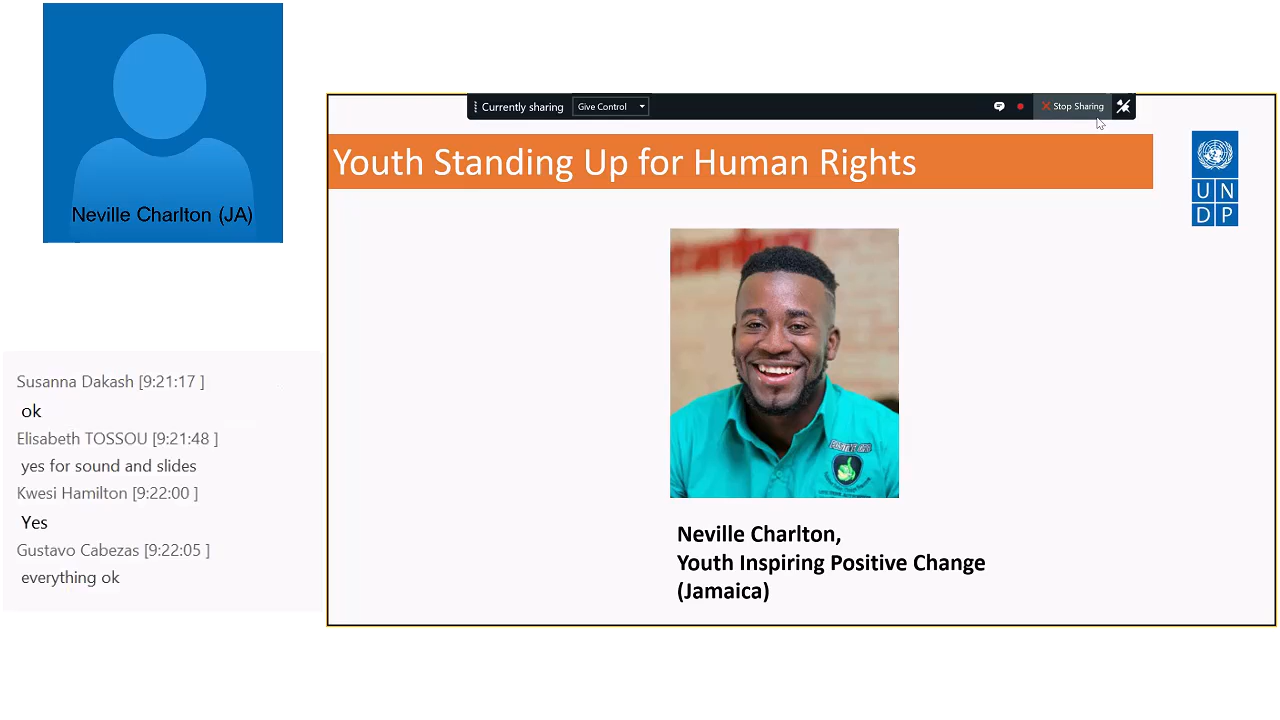 Neville Charlton (JA)
Susanna Dakash [9:21:17 ]
ok
Elisabeth TOSSOU [9:21:48 ]
yes for sound and slides
Kwesi Hamilton [9:22:00 ]
Yes
Gustavo Cabezas [9:22:05 ]
everything ok
Currently sharing
Give Control
Stop Sharing
Youth Standing Up for Human Rights
U N
D P
Neville Charlton,
Youth Inspiring Positive Change
(Jamaica)